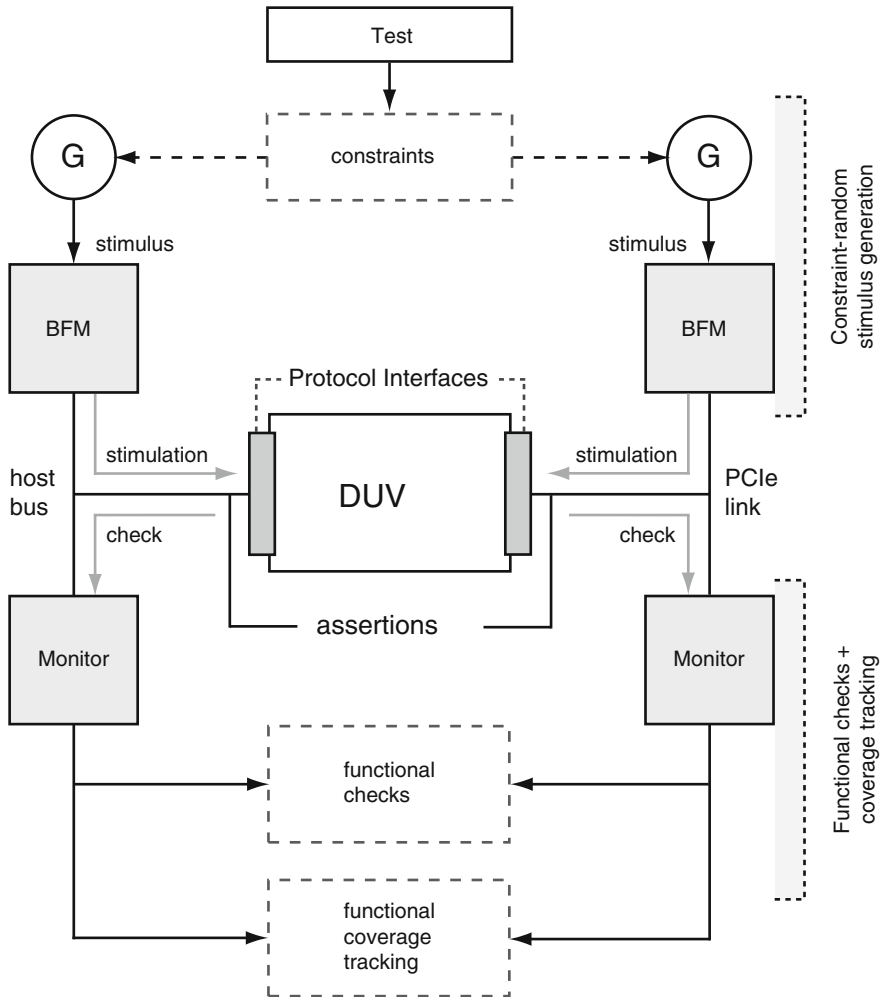 Test
constraints
G
G
stimulus
stimulus
BFM
BFM
Constraint-random
stimulus generation
Protocol Interfaces
stimulation
stimulation
host
bus
DUV
PCIe
link
check
check
assertions
Monitor
Monitor
Functional checks +
coverage tracking
functional
checks
functional
coverage
tracking